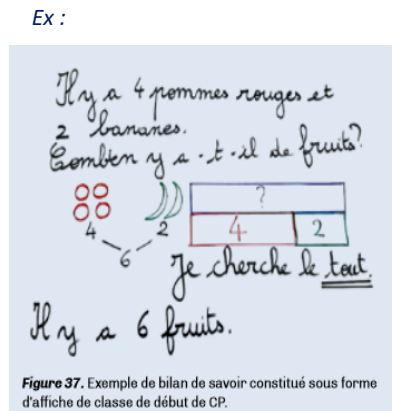 Ex :
Il y a 4 pommes rouges et
2 bananes.
Combien y a-t-il de fruits?
?
4 2
4 2
6
Je cherche le tout.
Il y a 6 fruits.
Figure 37. Exemple de bilan de savoir constitué sous forme
d'affiche de classe de début de CP.